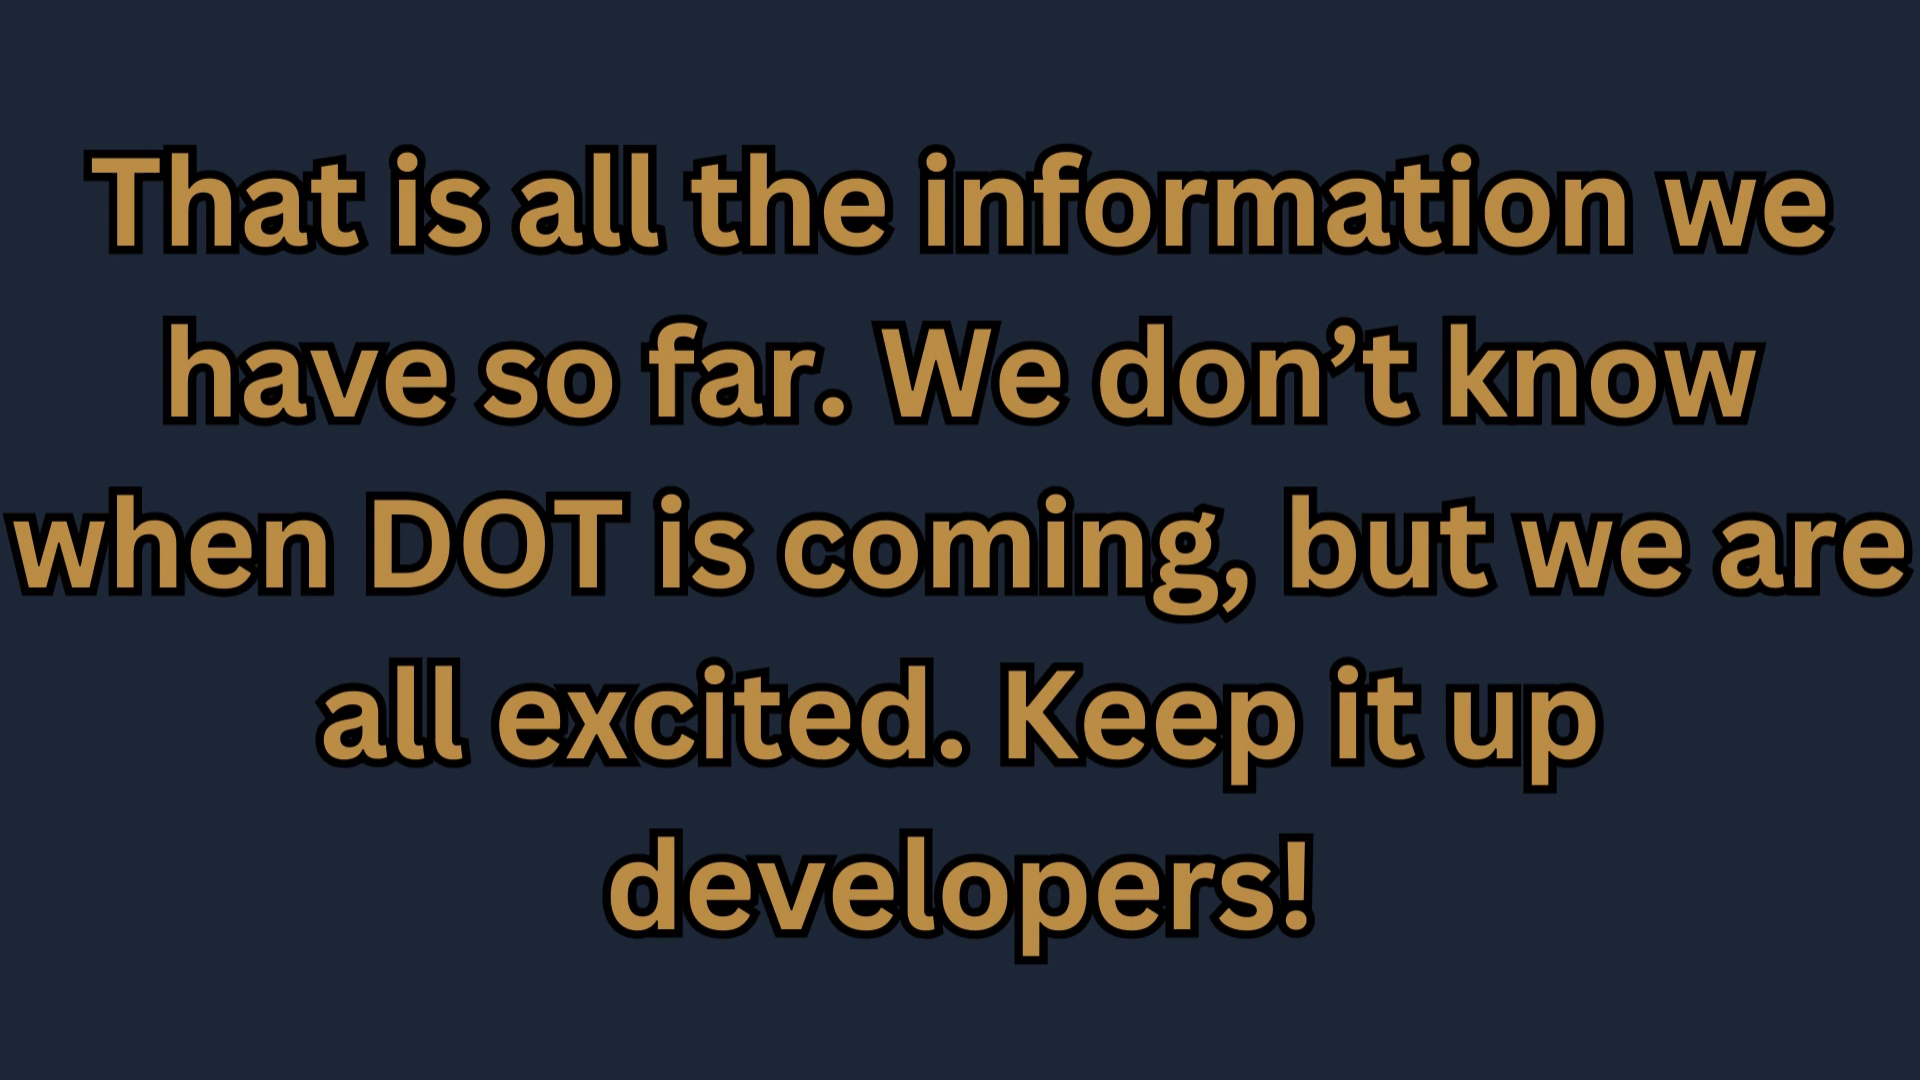 That is all the information we
have so far. We don’t know
when DOT is coming, but we are
all excited. Keep it up
developers!